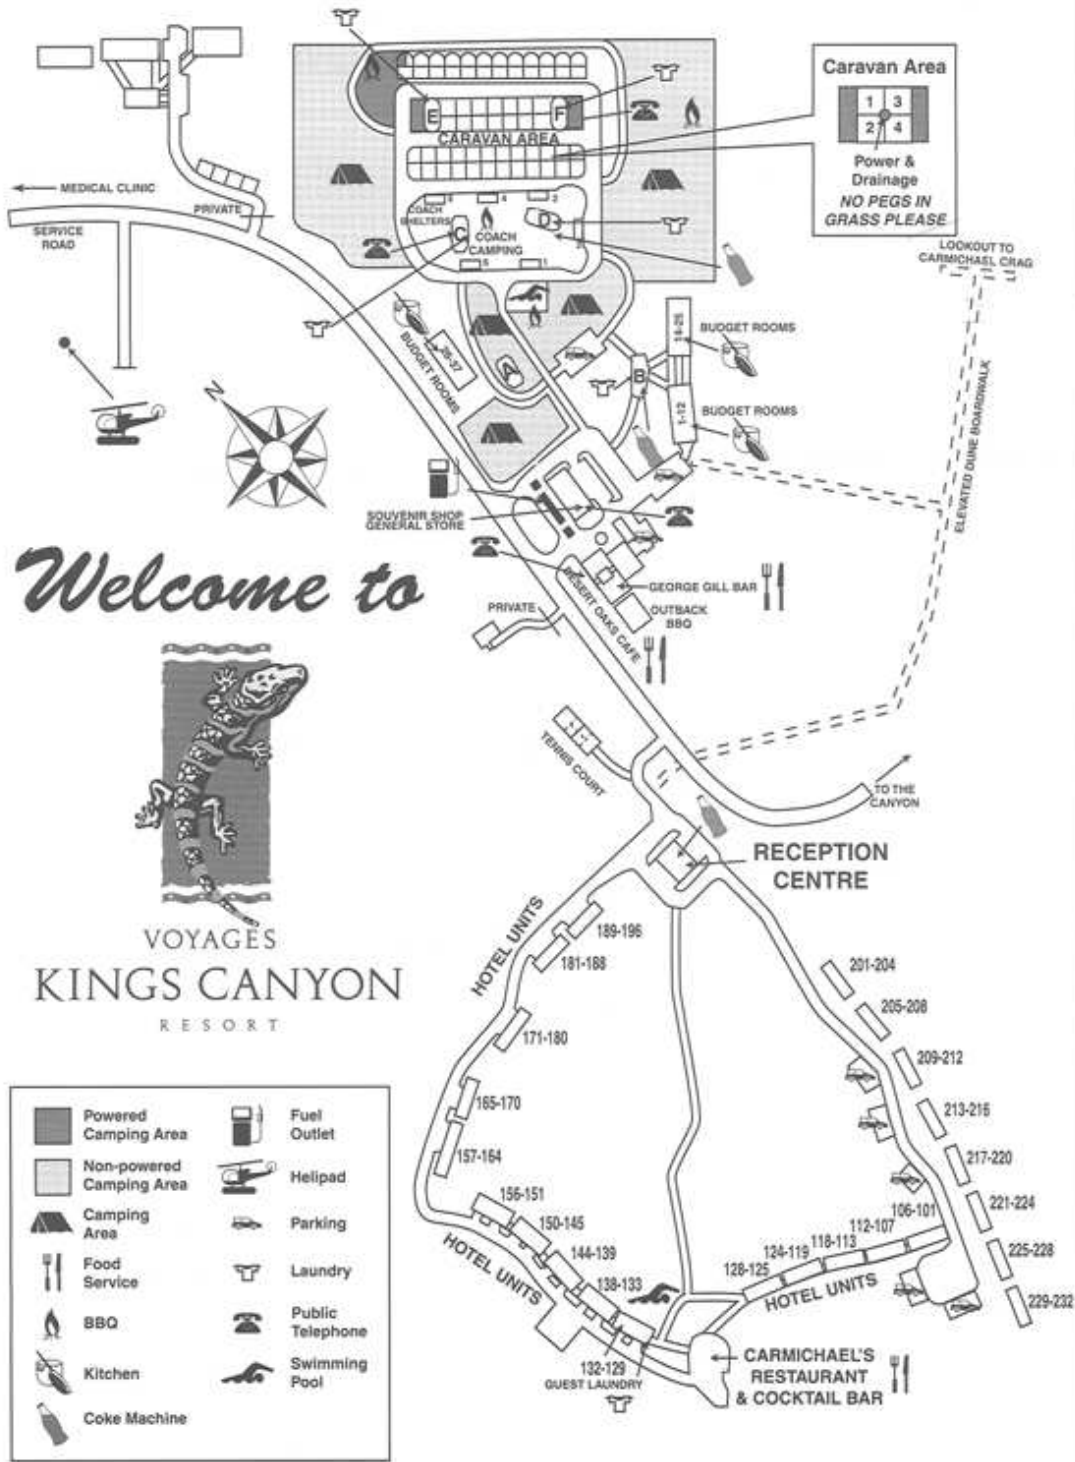 Caravan Area
1 3
2 4
Power &
Drainage
NO PEGS IN
GRASS PLEASE
E
F
CARAVAN AREA
MEDICAL CLINIC
PRIVATE
SERVICE
ROAD
COACH
SHELTERS
4
2
D
C
COACH
CAMPING
1
LOOKOUT TO
CARMICHAEL CRAG
N
BUDGET ROOMS
26-37
A
B
14-25
BUDGET ROOMS
1-12
BUDGET ROOMS
ELEVATED DUNE BOARDWALK
SOUVENIR SHOP
GENERAL STORE
GEORGE GILL BAR
OUTBACK
BBQ
DESERT OAKS CAFE
PRIVATE
Welcome to
TENNIS COURT
TO THE
CANYON
RECEPTION
CENTRE
VOYAGES
KINGS CANYON
RESORT
HOTEL UNITS
189-196
181-188
171-180
165-170
157-164
156-151
150-145
144-139
138-133
132-129
HOTEL UNITS
GUEST LAUNDRY
201-204
205-208
209-212
213-216
217-220
221-224
225-228
229-232
106-101
112-107
118-113
124-119
128-125
HOTEL UNITS
CARMICHAEL'S
RESTAURANT
& COCKTAIL BAR
Powered
Camping Area
Non-powered
Camping Area
Camping
Area
Food
Service
BBQ
Kitchen
Coke Machine
Fuel
Outlet
Helipad
Parking
Laundry
Public
Telephone
Swimming
Pool